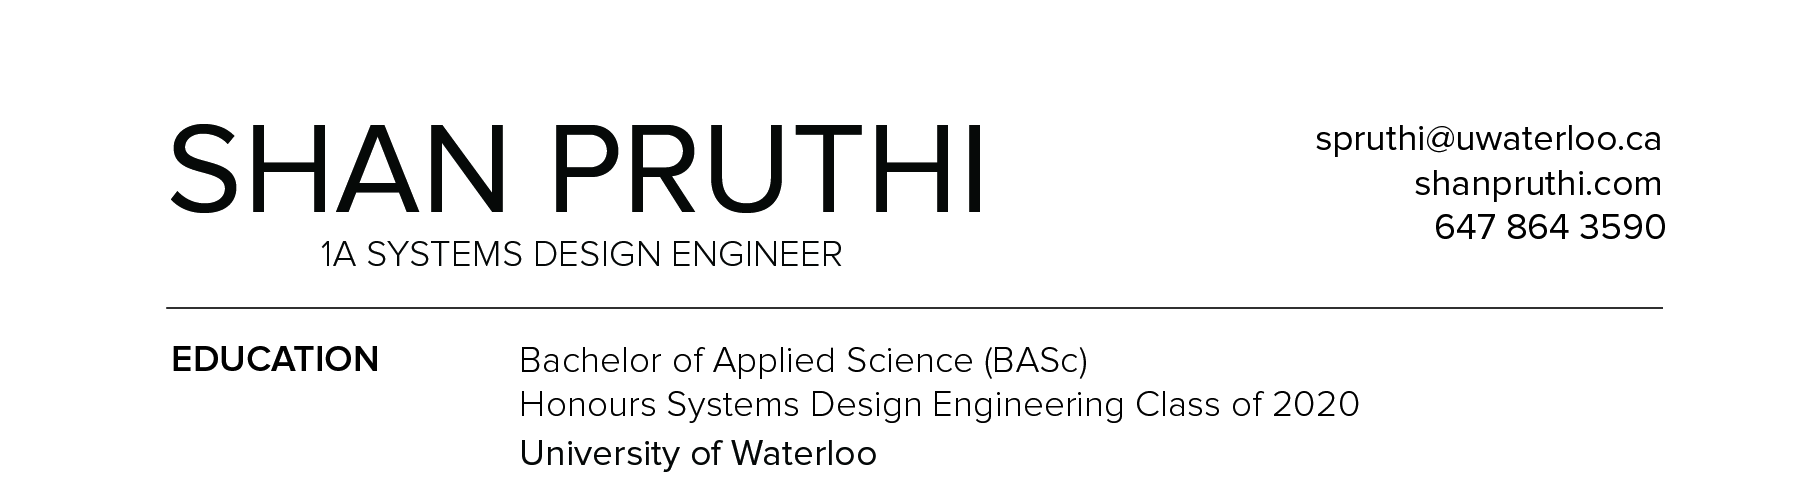 SHAN PRUTHI
1A SYSTEMS DESIGN ENGINEER
spruthi@uwaterloo.ca
shanpruthi.com
647 864 3590
EDUCATION
Bachelor of Applied Science (BASc)
Honours Systems Design Engineering Class of 2020
University of Waterloo